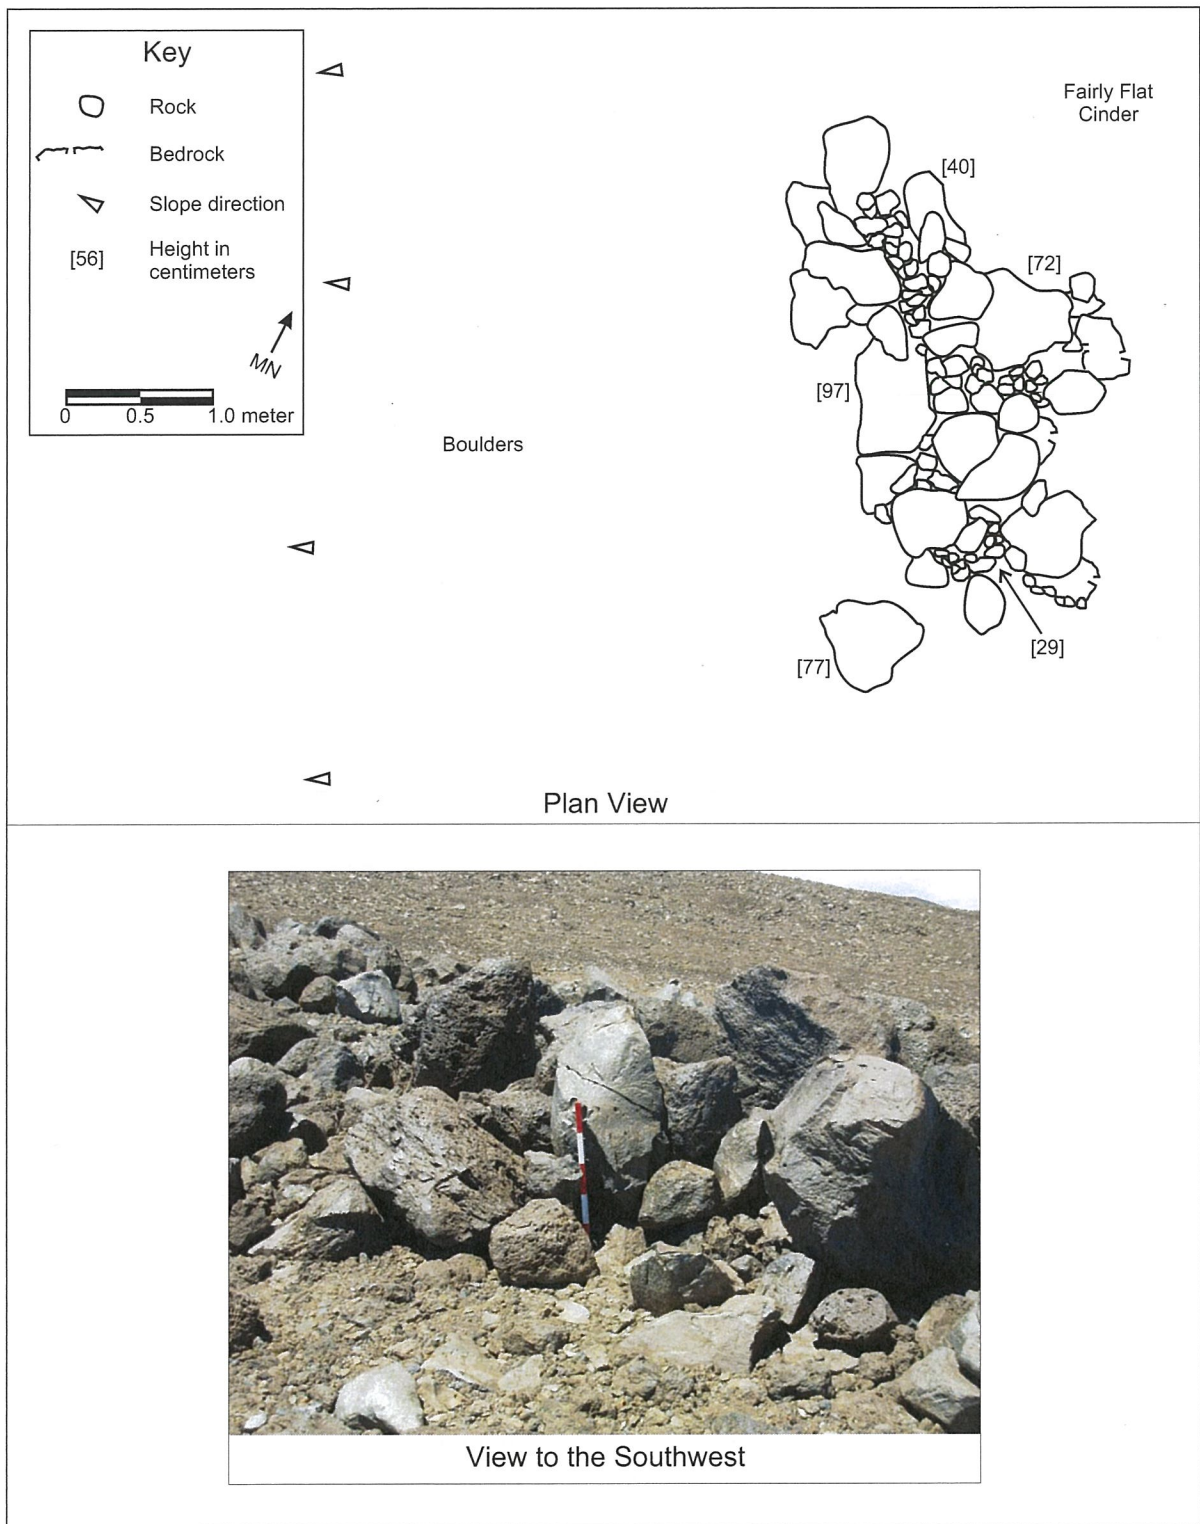 Key
Rock
Bedrock
Slope direction
[56]
Height in
centimeters
MN
0 0.5 1.0 meter
Fairly Flat
Cinder
[40]
[72]
[97]
Boulders
[29]
[77]
Plan View
View to the Southwest